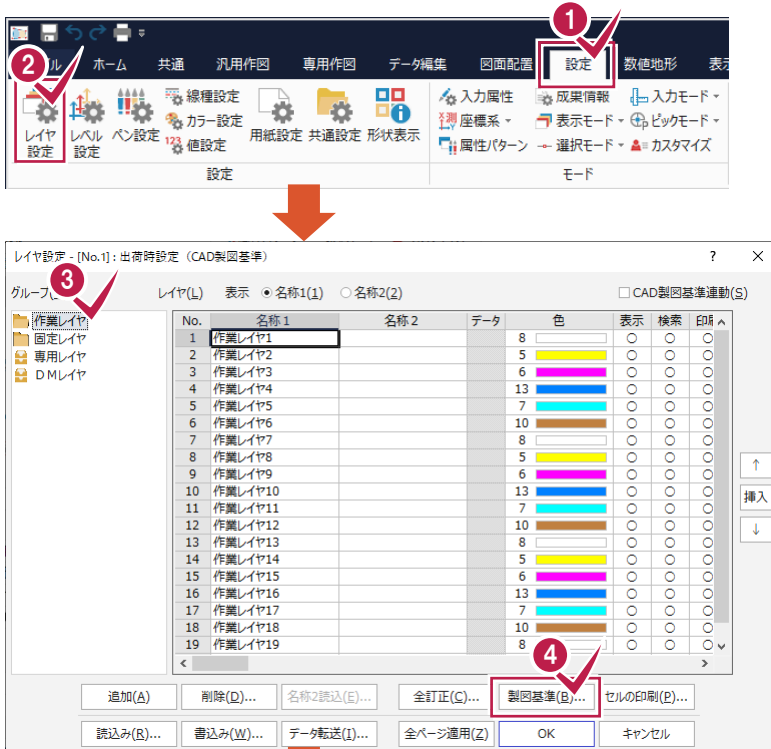 1
2
ル ホーム 共通 汎用作図 専用作図 データ編集 図面配置 設定 数値地形 表示
レイヤ設定 レベル設定 ペン設定 線種設定 カラー設定 123 値設定 用紙設定 共通設定 形状表示 入力属性 座標系 属性パターン 成果情報 表示モード 選択モード 入力モード ピックモード カスタマイズ
設定 モード
レイヤ設定 - [No.1] : 出荷時設定（CAD製図基準） ? ×
3
グループ( レイヤ(L) 表示 名称1(1) 名称2(2) CAD製図基準連動(S)
作業レイヤ
固定レイヤ
専用レイヤ
ＤＭレイヤ
No. 名称1 名称2 データ 色 表示 検索 印刷
1 作業レイヤ1 8 ○ ○ ○
2 作業レイヤ2 5 ○ ○ ○
3 作業レイヤ3 6 ○ ○ ○
4 作業レイヤ4 13 ○ ○ ○
5 作業レイヤ5 7 ○ ○ ○
6 作業レイヤ6 10 ○ ○ ○
7 作業レイヤ7 8 ○ ○ ○
8 作業レイヤ8 5 ○ ○ ○
9 作業レイヤ9 6 ○ ○ ○
10 作業レイヤ10 13 ○ ○ ○
11 作業レイヤ11 7 ○ ○ ○
12 作業レイヤ12 10 ○ ○ ○
13 作業レイヤ13 8 ○ ○ ○
14 作業レイヤ14 5 ○ ○ ○
15 作業レイヤ15 6 ○ ○ ○
16 作業レイヤ16 13 ○ ○ ○
17 作業レイヤ17 7 ○ ○ ○
18 作業レイヤ18 10 ○ ○ ○
19 作業レイヤ19 8 ○ ○
↑
挿入
↓
4
追加(A) 削除(D)... 名称2読込(E)... 全訂正(C)... 製図基準(B)... セルの印刷(P)...
読込み(R)... 書込み(W)... データ転送(I)... 全ページ適用(Z) OK キャンセル